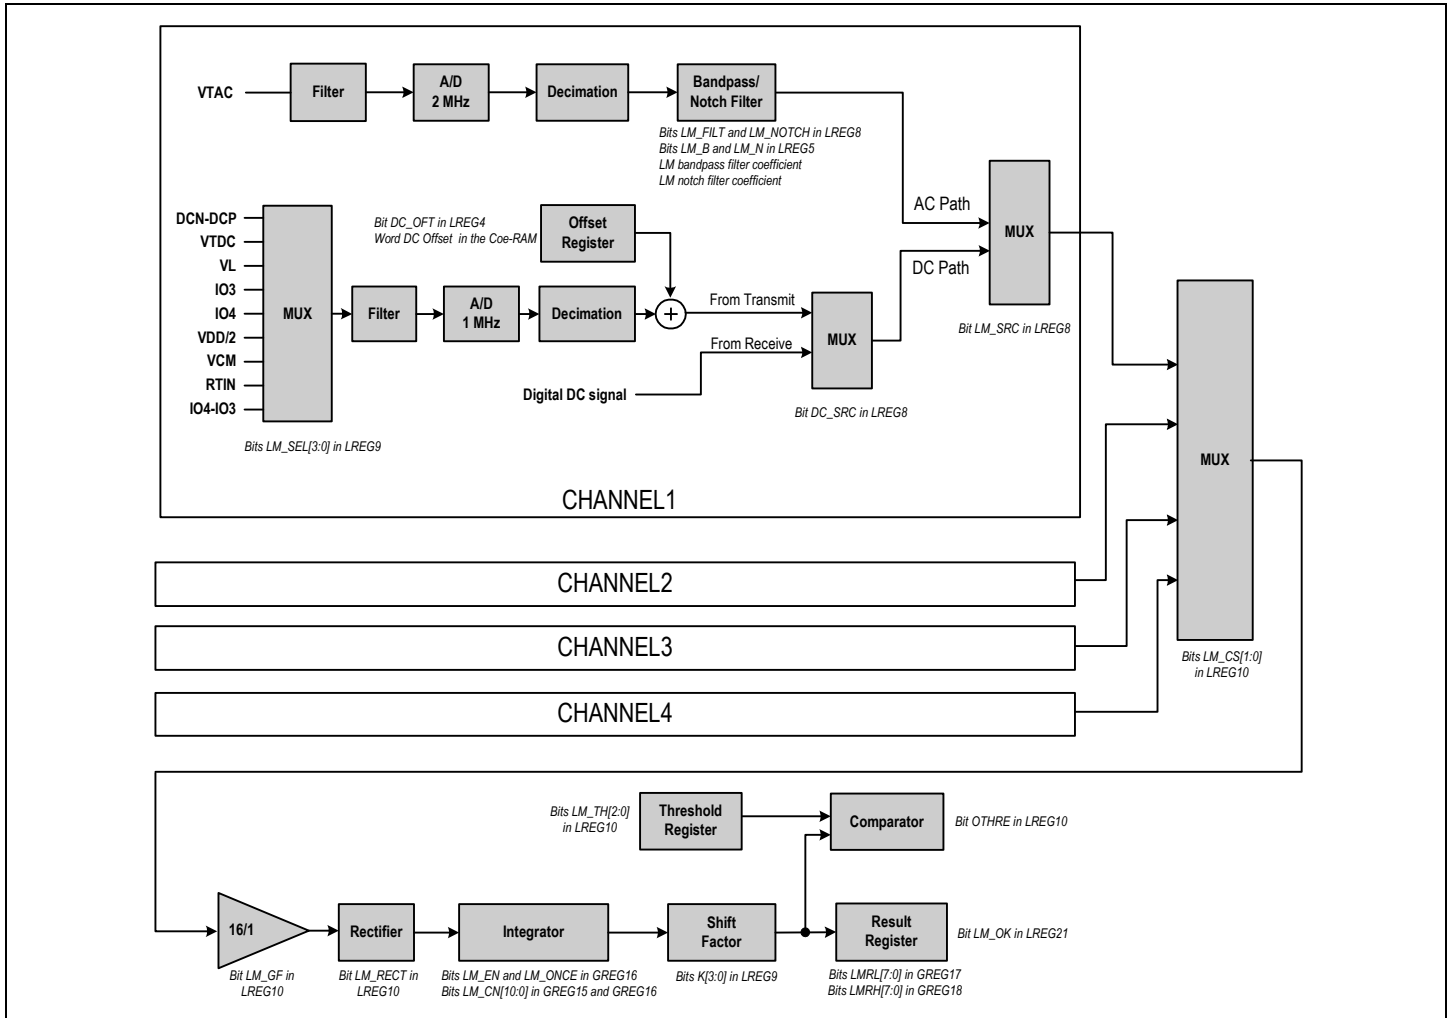 VTAC
Filter
A/D
2 MHz
Decimation
Bandpass/
Notch Filter
Bits LM_FILT and LM_NOTCH in LREG8
Bits LM_B and LM_N in LREG5
LM bandpass filter coefficient
LM notch filter coefficient
AC Path
DC Path
MUX
Bit LM_SRC in LREG8
DCN-DCP
VTDC
VL
IO3
IO4
VDD/2
VCM
RTIN
IO4-IO3
MUX
Bits LM_SEL[3:0] in LREG9
Filter
A/D
1 MHz
Decimation
Bit DC_OFT in LREG4
Word DC Offset in the Coe-RAM
Offset
Register
+
From Transmit
From Receive
Digital DC signal
MUX
Bit DC_SRC in LREG8
CHANNEL1
CHANNEL2
CHANNEL3
CHANNEL4
MUX
Bits LM_CS[1:0]
in LREG10
Bits LM_TH[2:0]
in LREG10
Threshold
Register
Comparator
Bit OTHRE in LREG10
16/1
Bit LM_GF in
LREG10
Rectifier
Bit LM_RECT in
LREG10
Integrator
Bits LM_EN and LM_ONCE in GREG16
Bits LM_CN[10:0] in GREG15 and GREG16
Shift
Factor
Bits K[3:0] in LREG9
Result
Register
Bit LM_OK in LREG21
Bits LMRL[7:0] in GREG17
Bits LMRH[7:0] in GREG18